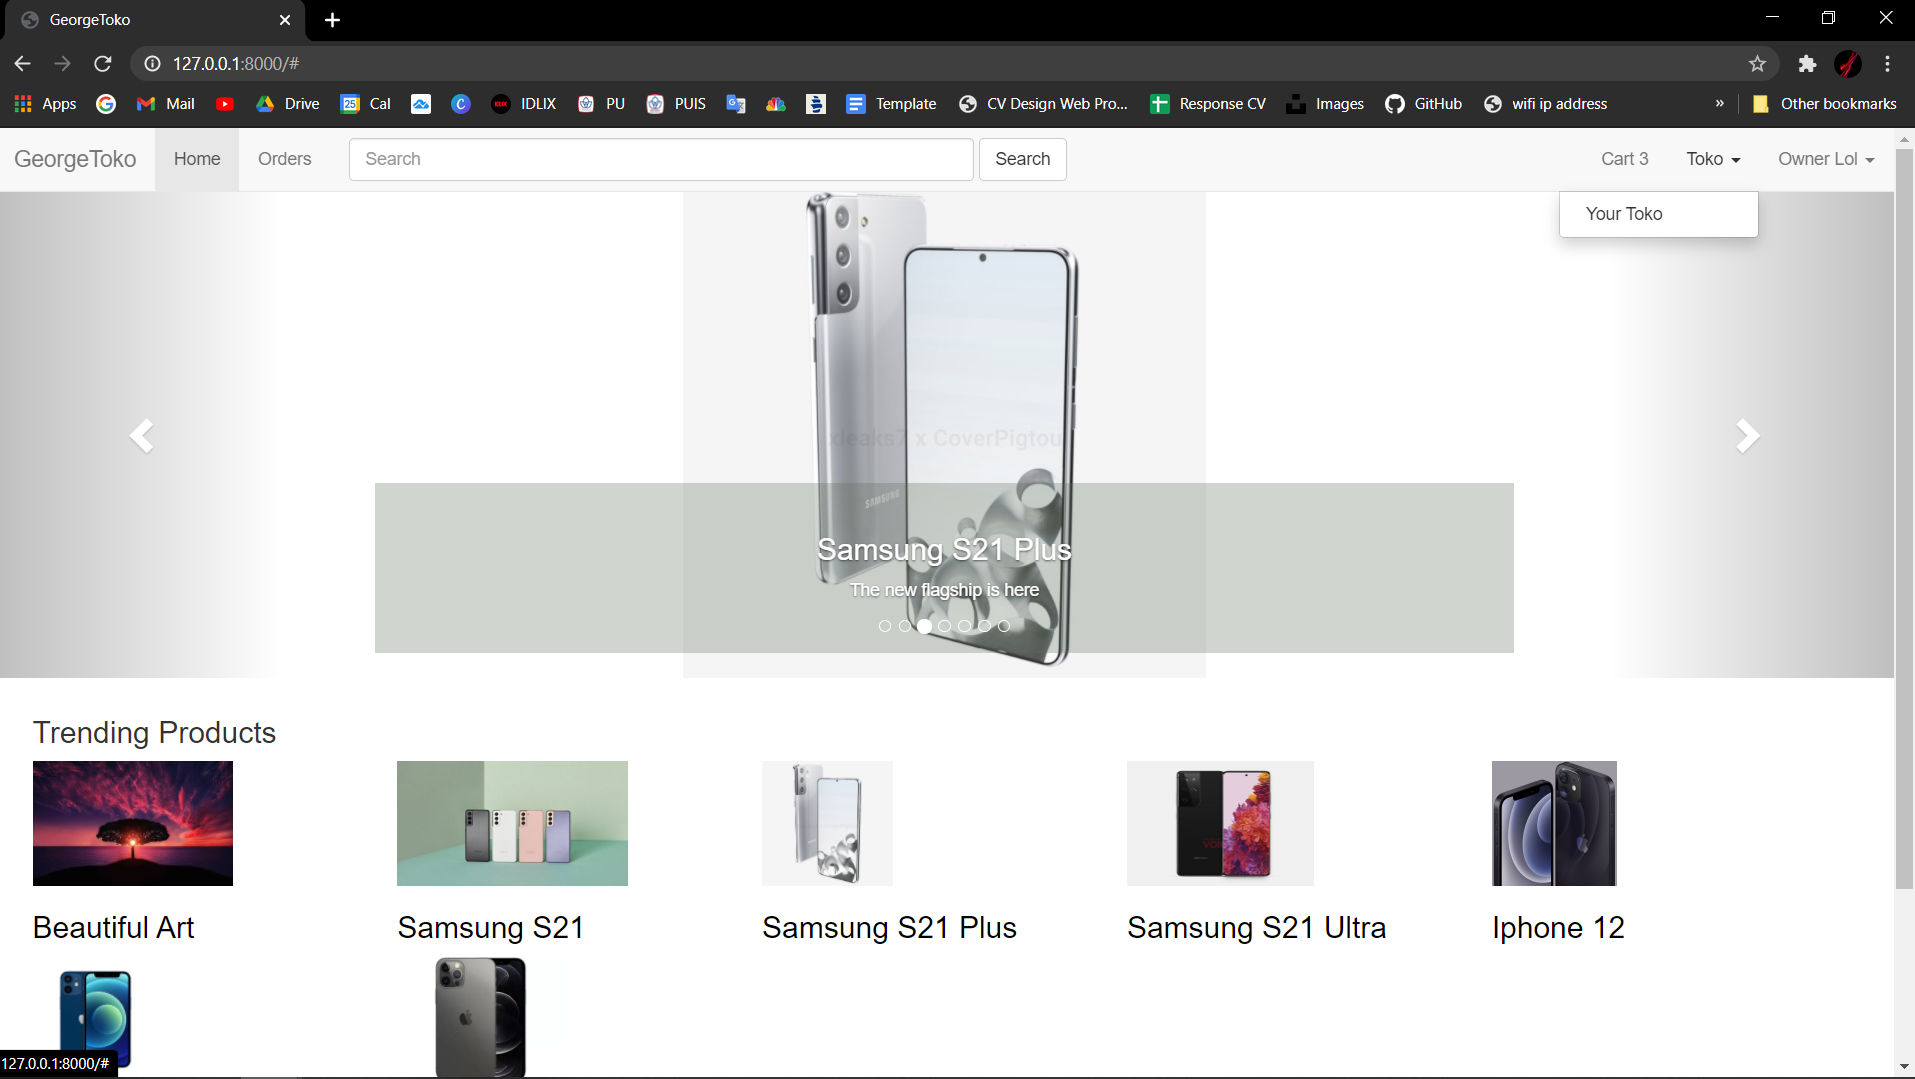 GeorgeToko
127.0.0.1:8000/#
Apps Mail Drive 25 Cal C IDLIX PU PUIS Template CV Design Web Pro... Response CV Images GitHub wifi ip address » Other bookmarks
GeorgeToko Home Orders Search Search Cart 3 Toko Owner Lol
Your Toko
xleaks7 x CoverPigtou
SAMSUNG
Samsung S21 Plus
The new flagship is here
Trending Products
Beautiful Art Samsung S21 Samsung S21 Plus Samsung S21 Ultra Iphone 12
127.0.0.1:8000/#